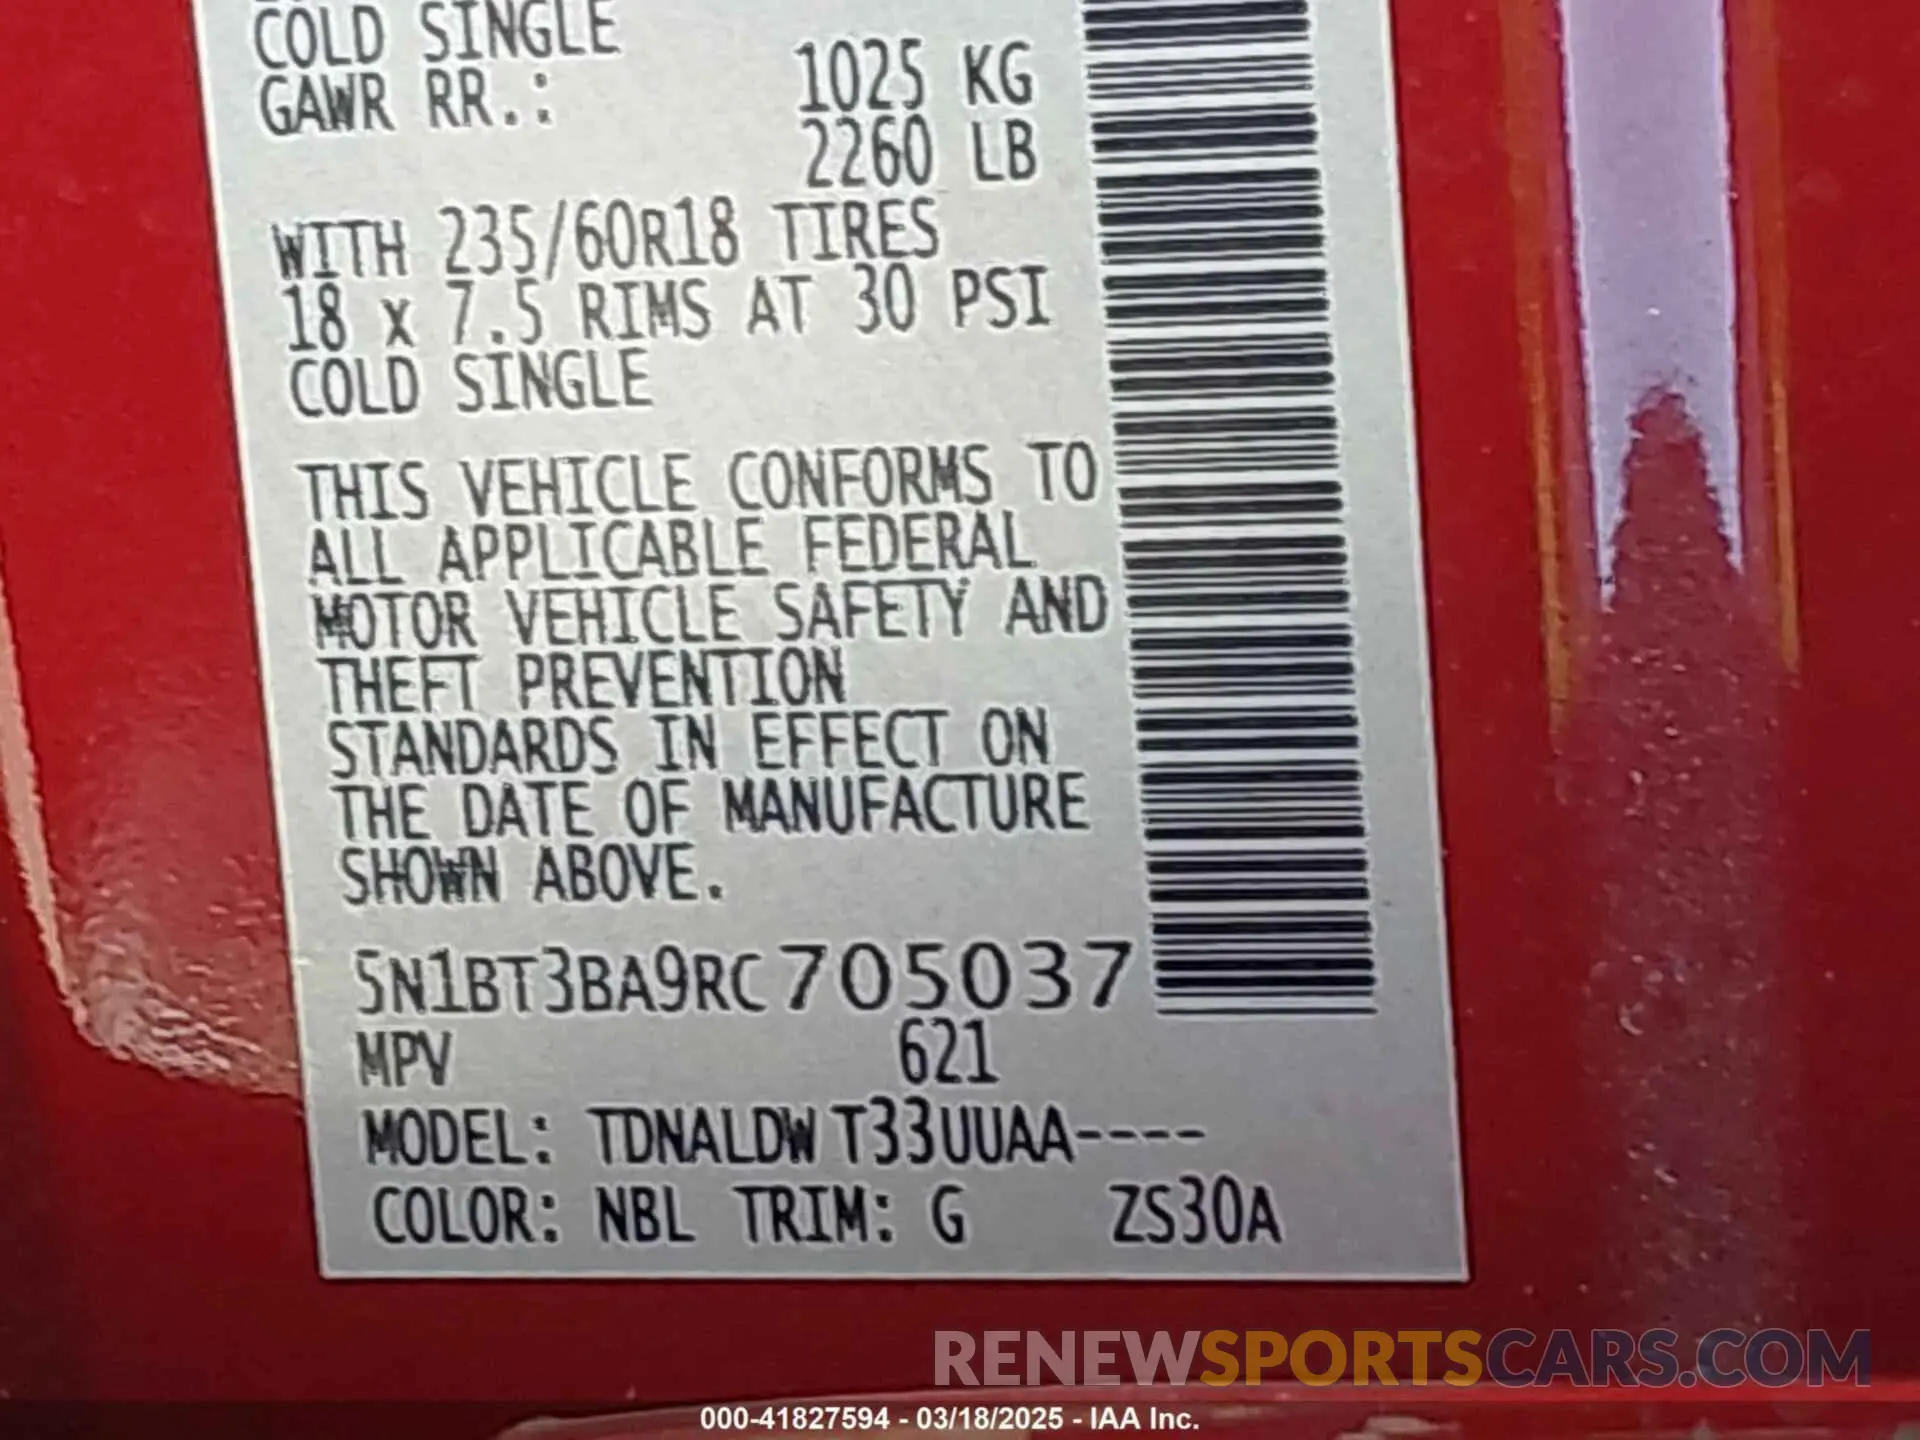 COLD SINGLE
GAWR RR.: 1025 KG
2260 LB
WITH 235/60R18 TIRES
18 x 7.5 RIMS AT 30 PSI
COLD SINGLE
THIS VEHICLE CONFORMS TO
ALL APPLICABLE FEDERAL
MOTOR VEHICLE SAFETY AND
THEFT PREVENTION
STANDARDS IN EFFECT ON
THE DATE OF MANUFACTURE
SHOWN ABOVE.
5N1BT3BA9RC705037
MPV 621
MODEL: TDNALDW T33UUAA----
COLOR: NBL TRIM: G ZS30A
RENEWSPORTSCARS.COM
000-41827594 - 03/18/2025 - IAA Inc.